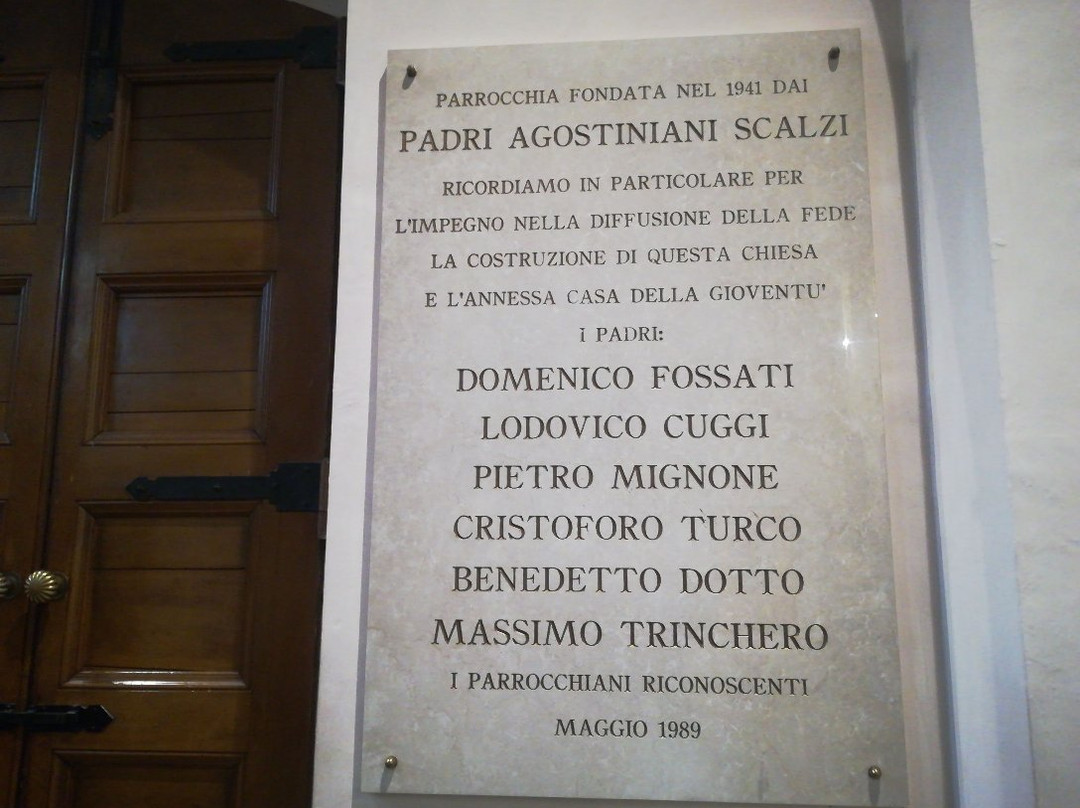 PARROCCHIA FONDATA NEL 1941 DAI
PADRI AGOSTINIANI SCALZI
RICORDIAMO IN PARTICOLARE PER
L'IMPEGNO NELLA DIFFUSIONE DELLA FEDE
LA COSTRUZIONE DI QUESTA CHIESA
E L'ANNESSA CASA DELLA GIOVENTU'
I PADRI:
DOMENICO FOSSATI
LODOVICO CUGGI
PIETRO MIGNONE
CRISTOFORO TURCO
BENEDETTO DOTTO
MASSIMO TRINCHERO
I PARROCCHIANI RICONOSCENTI
MAGGIO 1989